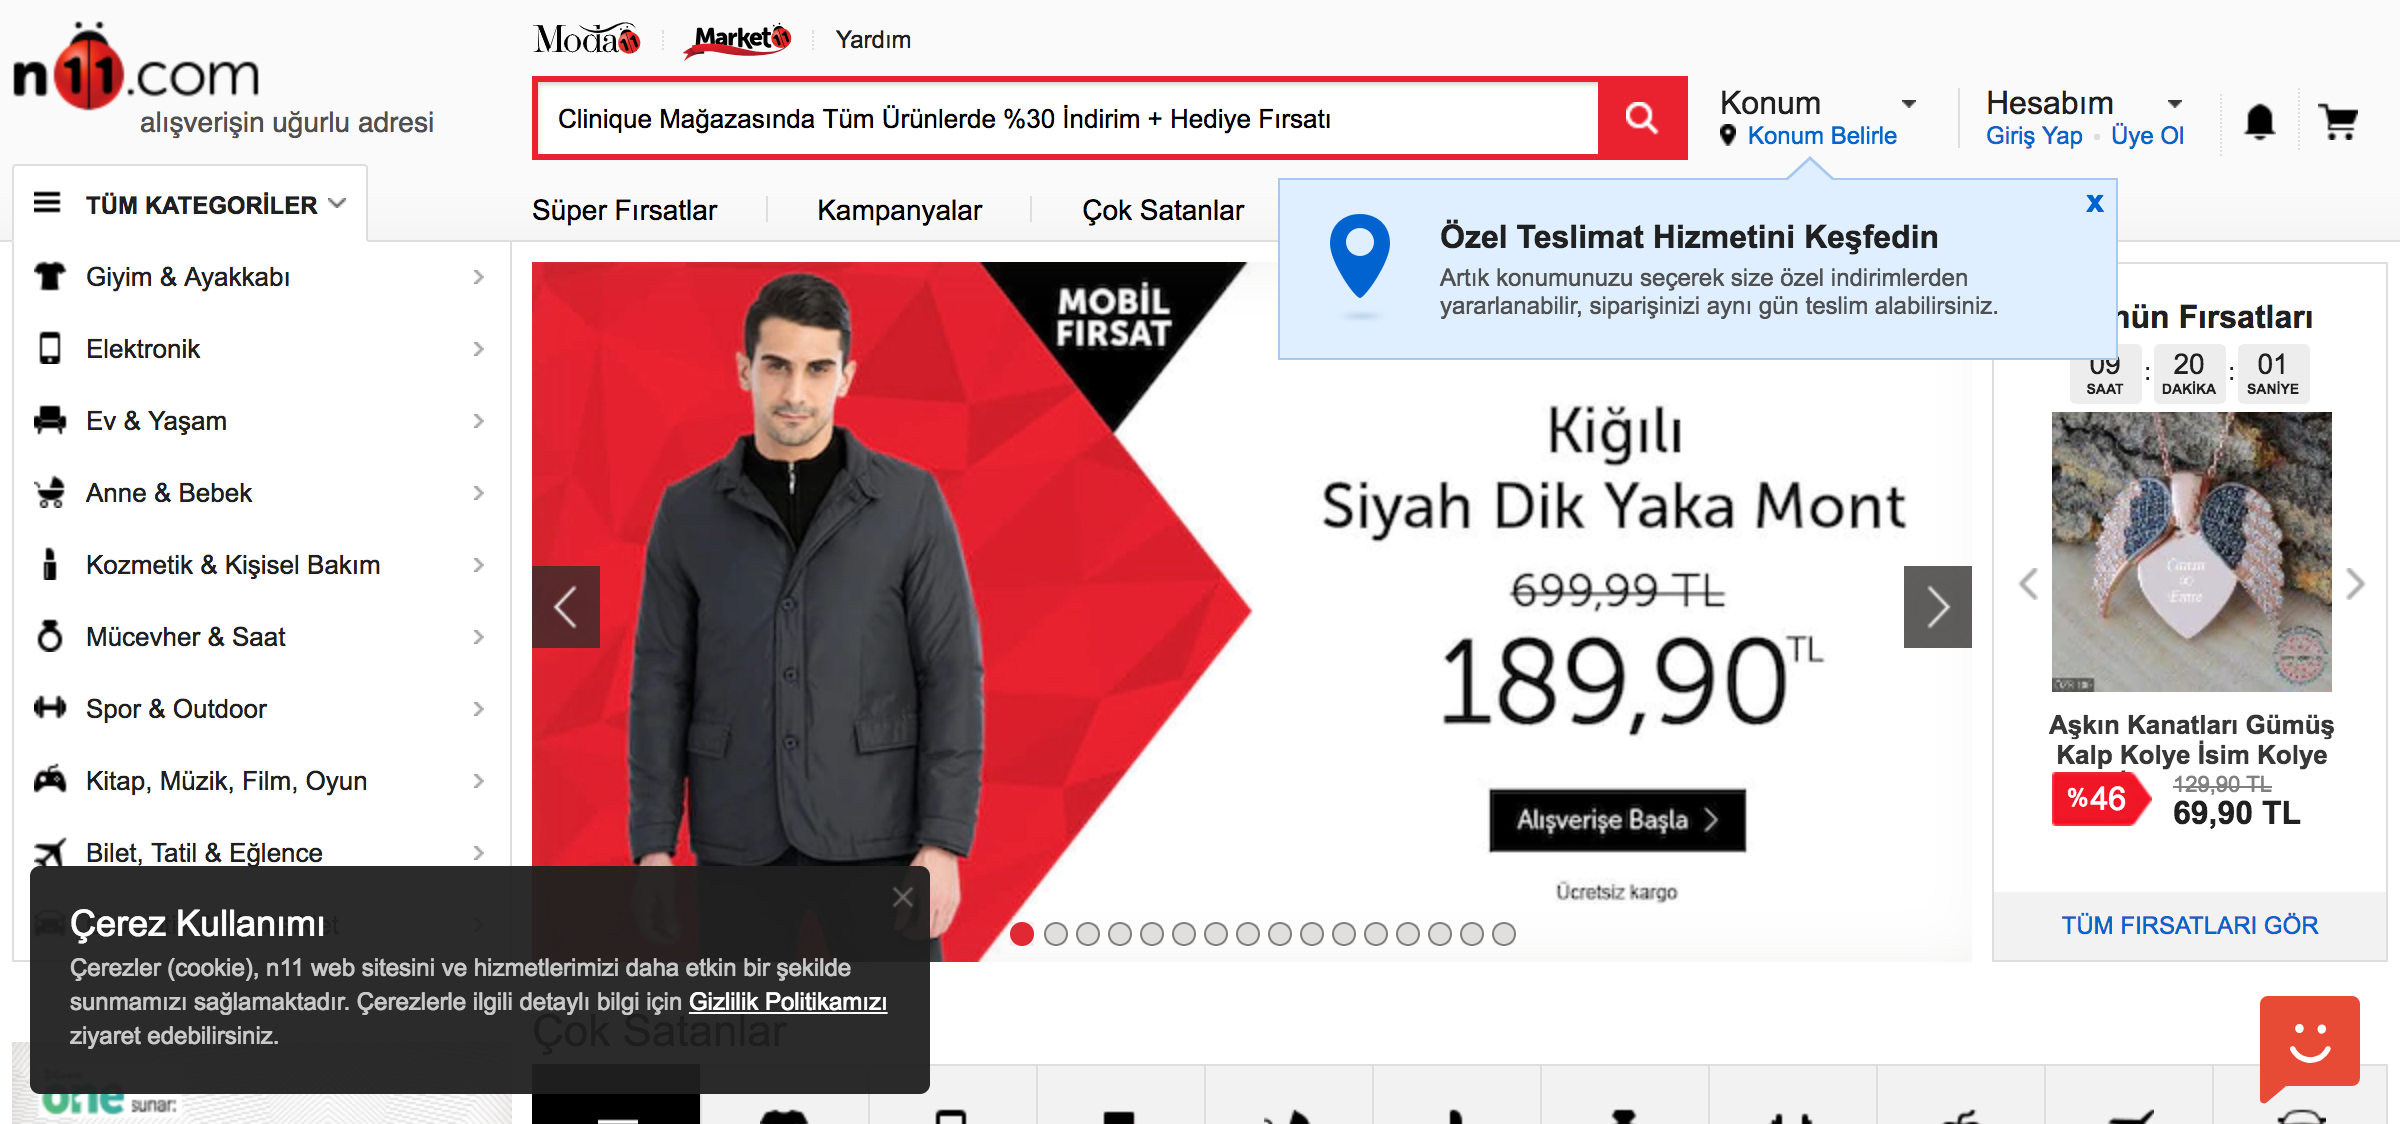 n11.com
alışverişin uğurlu adresi
Moda11
Market11
Yardım
Clinique Mağazasında Tüm Ürünlerde %30 İndirim + Hediye Fırsatı
Konum
Konum Belirle
Hesabım
Giriş Yap
Üye Ol
TÜM KATEGORİLER
Süper Fırsatlar
Kampanyalar
Çok Satanlar
x
Özel Teslimat Hizmetini Keşfedin
Artık konumunuzu seçerek size özel indirimlerden
yararlanabilir, siparişinizi aynı gün teslim alabilirsiniz.
Giyim & Ayakkabı
Elektronik
Ev & Yaşam
Anne & Bebek
Kozmetik & Kişisel Bakım
Mücevher & Saat
Spor & Outdoor
Kitap, Müzik, Film, Oyun
Bilet, Tatil & Eğlence
MOBİL
FIRSAT
Kiğılı
Siyah Dik Yaka Mont
699,99 TL
189,90 TL
Alışverişe Başla
Ücretsiz kargo
Fırsatları
09 : 20 : 01
SAAT DAKİKA SANİYE
Aşkın Kanatları Gümüş
Kalp Kolye İsim Kolye
%46
129,90 TL
69,90 TL
TÜM FIRSATLARI GÖR
Çerez Kullanımı
Çerezler (cookie), n11 web sitesini ve hizmetlerimizi daha etkin bir şekilde
sunmamızı sağlamaktadır. Çerezlerle ilgili detaylı bilgi için Gizlilik Politikamızı
ziyaret edebilirsiniz.
Çok Satanlar
one sunar: